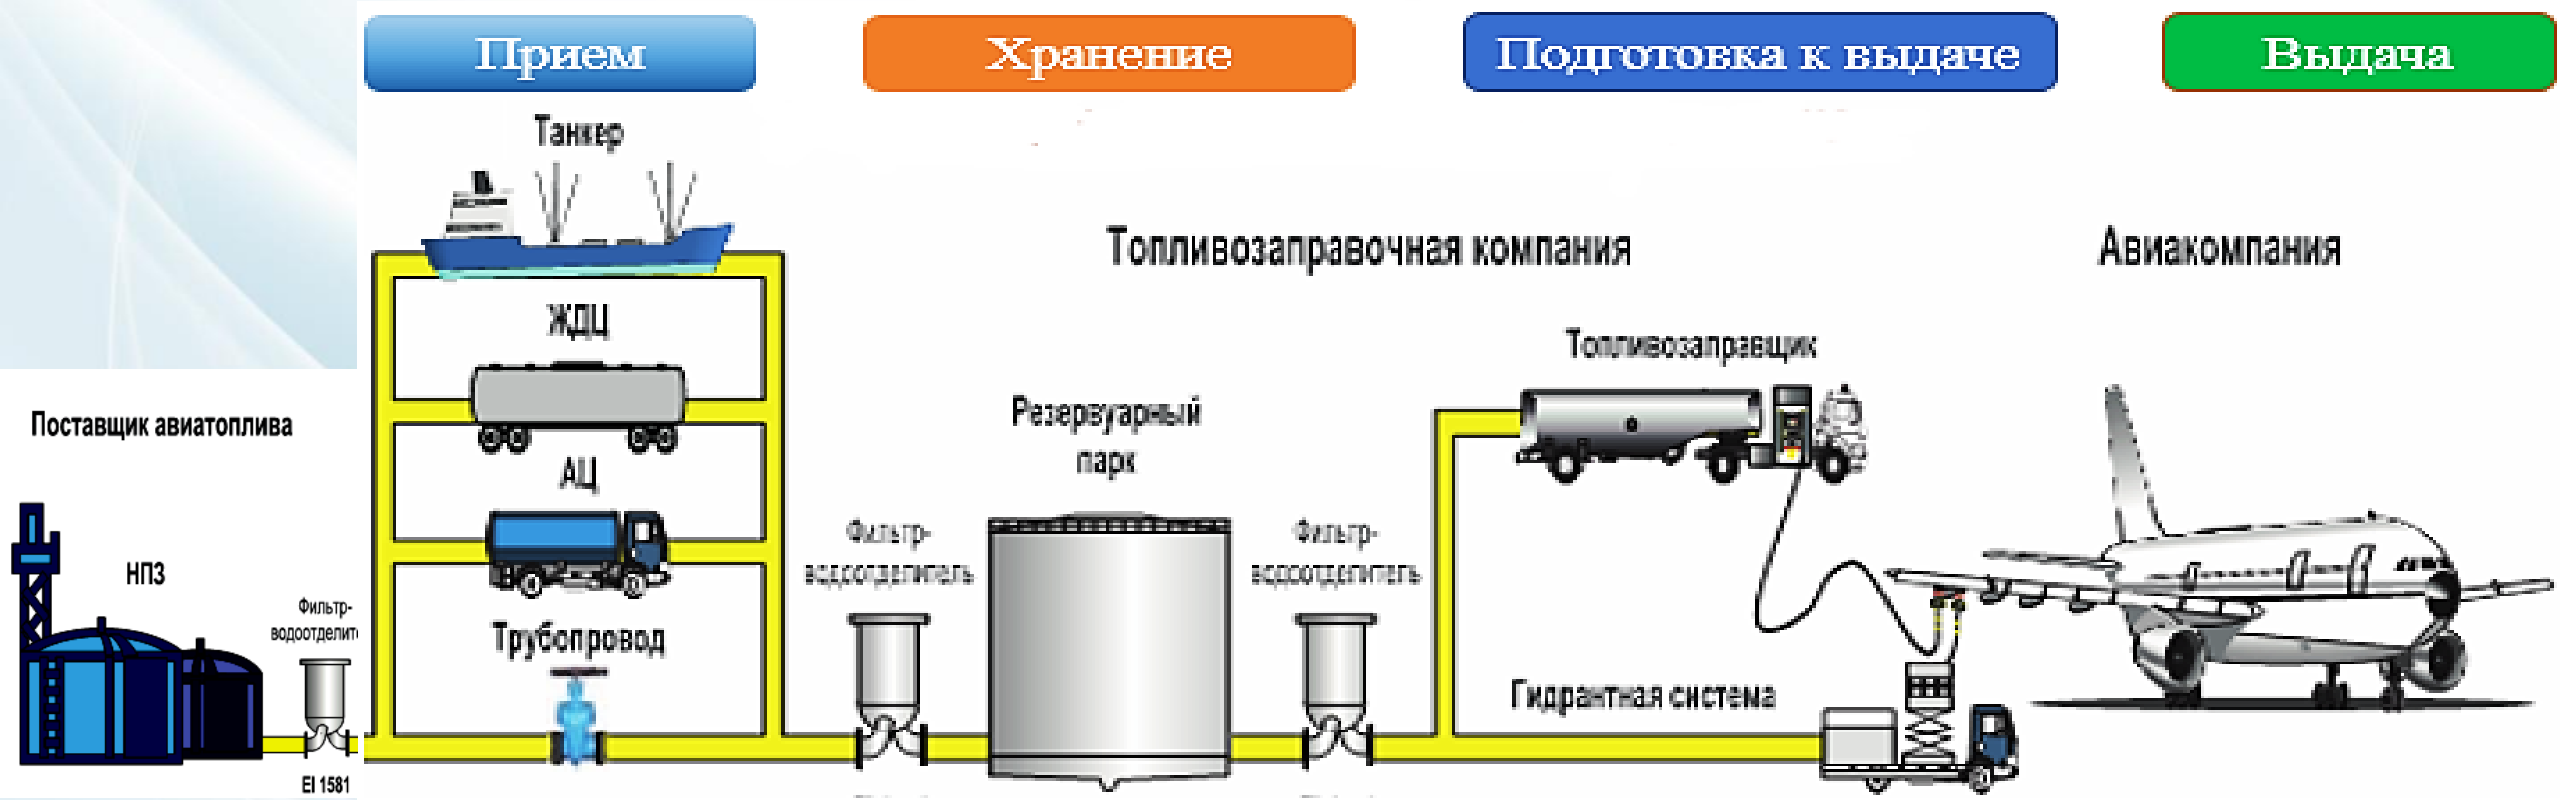 Прием
Хранение
Подготовка к выдаче
Выдача
Танкер
Топливозаправочная компания
Авиакомпания
ЖДЦ
Топливозаправщик
Поставщик авиатоплива
Резервуарный
парк
АЦ
НПЗ
Фильтр-
водоотделит
Фильтр-
водоотделитель
Фильтр-
водоотделитель
Трубопровод
Гидрантная система
EI 1581